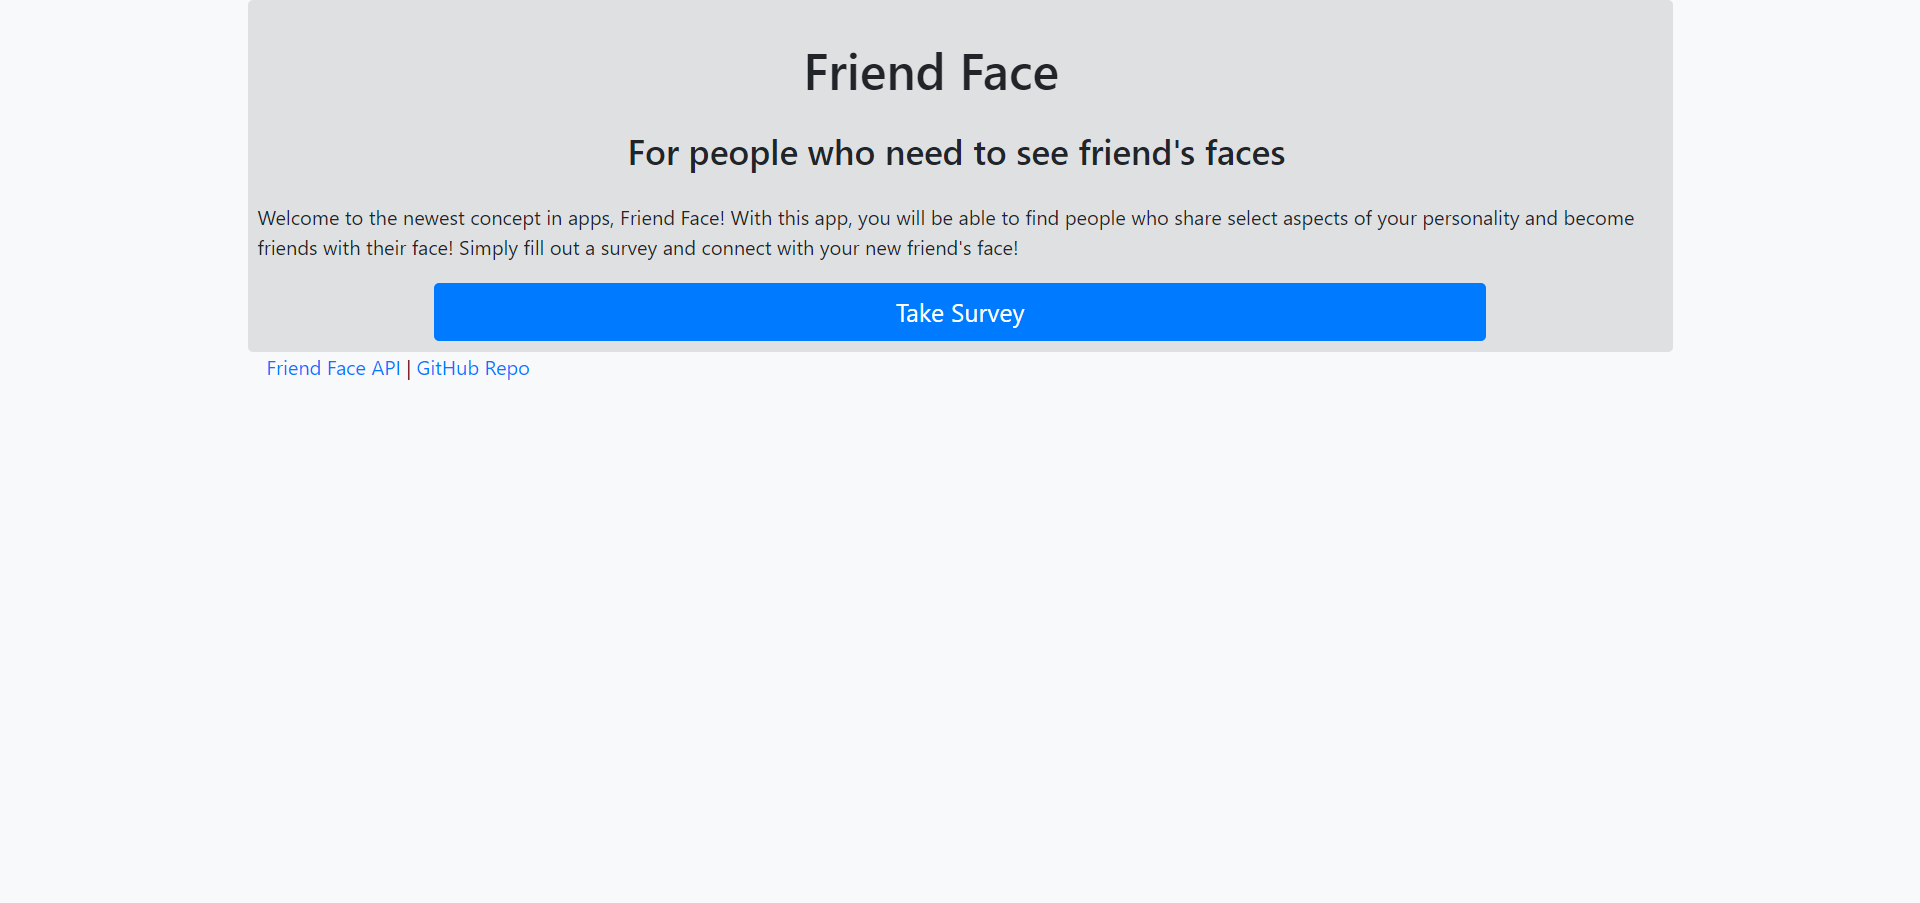 Friend Face
For people who need to see friend's faces
Welcome to the newest concept in apps, Friend Face! With this app, you will be able to find people who share select aspects of your personality and become
friends with their face! Simply fill out a survey and connect with your new friend's face!
Take Survey
Friend Face API | GitHub Repo